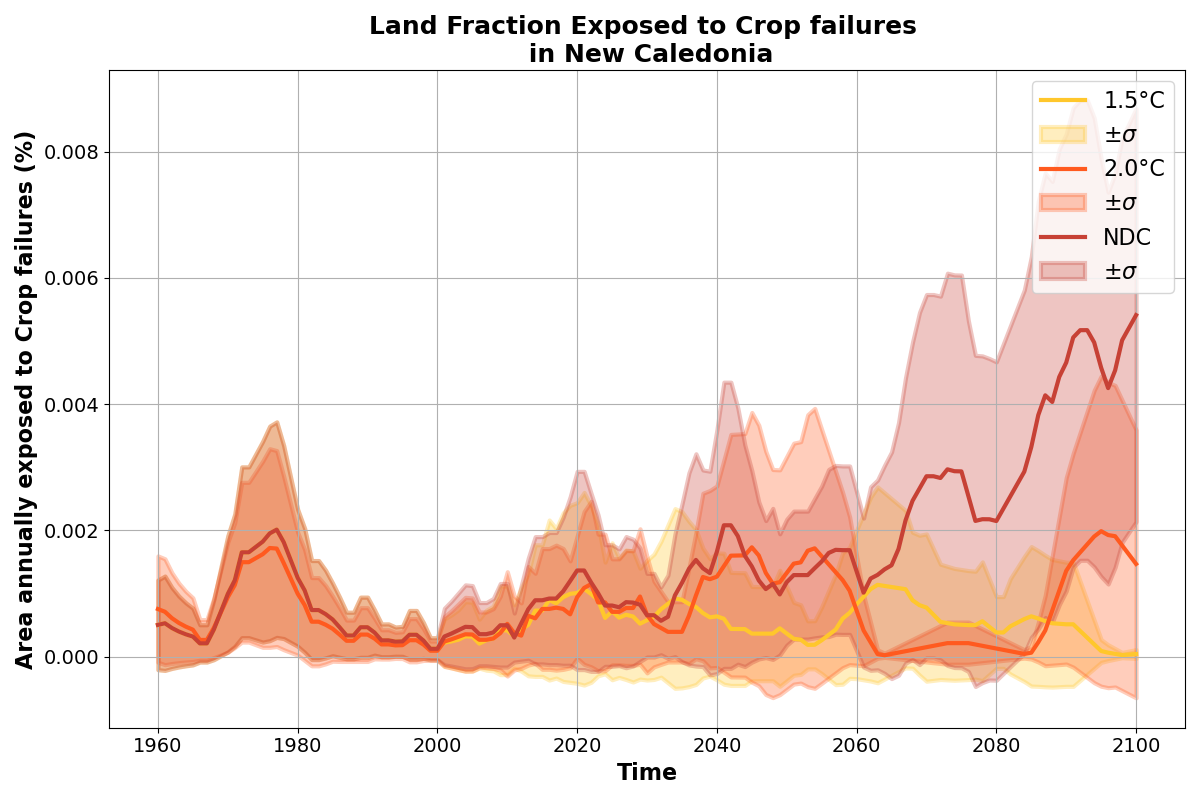 Land Fraction Exposed to Crop failures
in New Caledonia
Area annually exposed to Crop failures (%)
0.008
0.006
0.004
0.002
0.000
1.5°C
±σ
2.0°C
±σ
NDC
±σ
1960
1980
2000
2020
2040
2060
2080
2100
Time